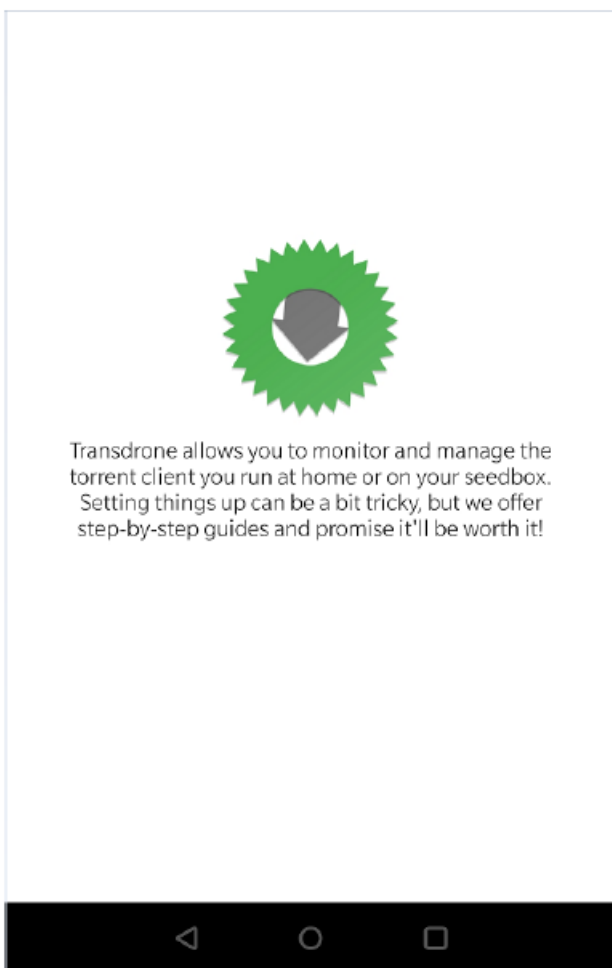 Transdrone allows you to monitor and manage the
torrent client you run at home or on your seedbox.
Setting things up can be a bit tricky, but we offer
step-by-step guides and promise it'll be worth it!